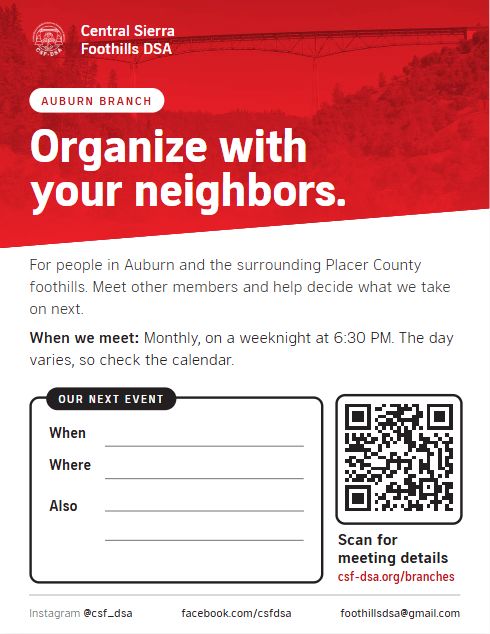 CSF-DSA
Central Sierra
Foothills DSA
AUBURN BRANCH
Organize with
your neighbors.
For people in Auburn and the surrounding Placer County
foothills. Meet other members and help decide what we take
on next.
When we meet: Monthly, on a weeknight at 6:30 PM. The day
varies, so check the calendar.
OUR NEXT EVENT
When
Where
Also
Scan for
meeting details
csf-dsa.org/branches
Instagram @csf_dsa
facebook.com/csfdsa
foothillsdsa@gmail.com